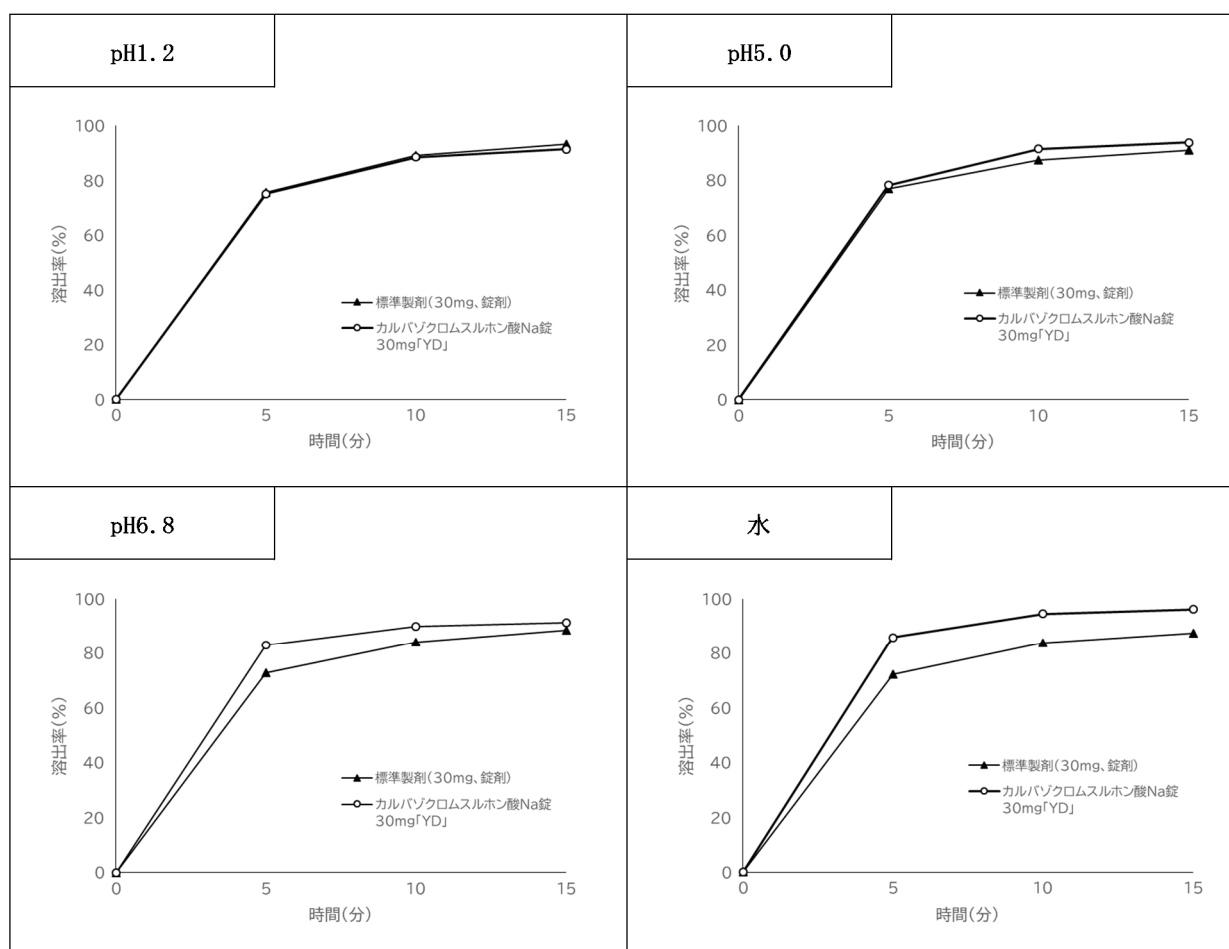 pH1.2
100
80
60
40
20
0
溶出率(%)
0 5 10 15
時間(分)
標準製剤(30mg、錠剤)
カルバゾクロムスルホン酸Na錠
30mg「YD」
pH5.0
100
80
60
40
20
0
溶出率(%)
0 5 10 15
時間(分)
標準製剤(30mg、錠剤)
カルバゾクロムスルホン酸Na錠
30mg「YD」
pH6.8
100
80
60
40
20
0
溶出率(%)
0 5 10 15
時間(分)
標準製剤(30mg、錠剤)
カルバゾクロムスルホン酸Na錠
30mg「YD」
水
100
80
60
40
20
0
溶出率(%)
0 5 10 15
時間(分)
標準製剤(30mg、錠剤)
カルバゾクロムスルホン酸Na錠
30mg「YD」